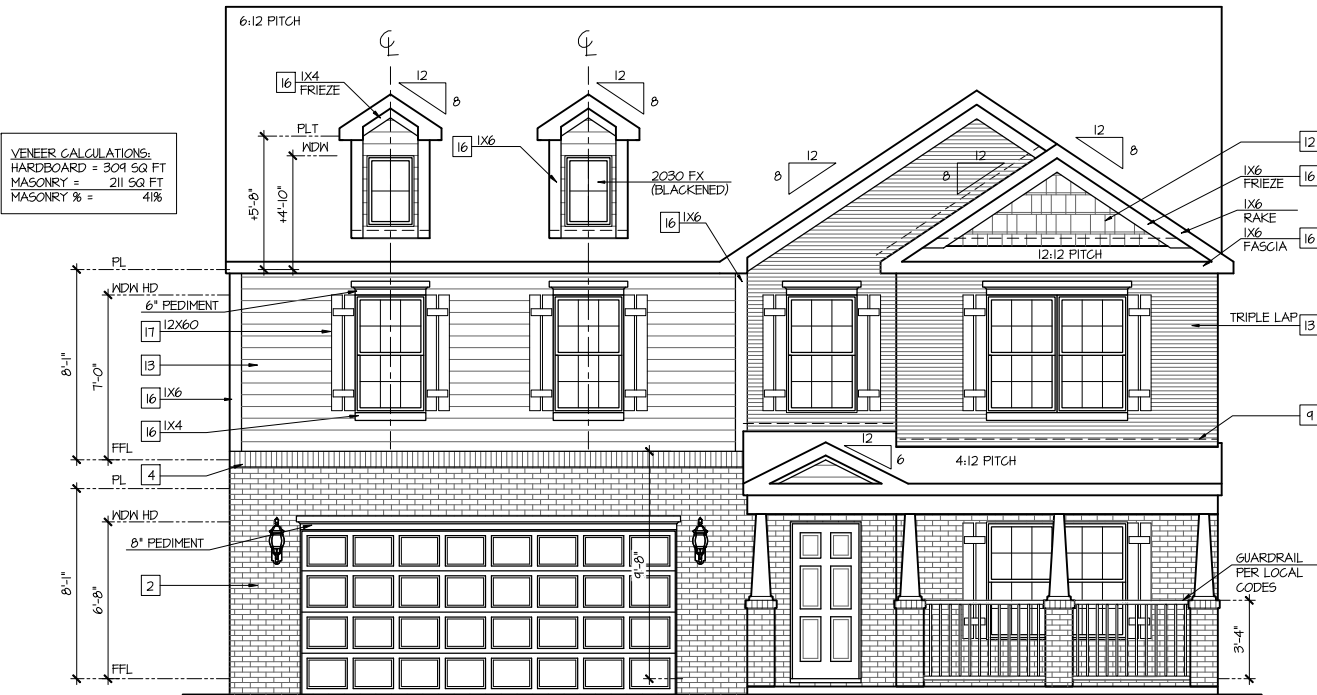 6:12 PITCH
℄
℄
16
1X4
FRIEZE
12
8
12
8
PLT
WDW
16
1X6
12
8
12
8
12
8
12
VENEER CALCULATIONS:
HARDBOARD = 309 SQ FT
MASONRY = 211 SQ FT
MASONRY % = 41%
+5'-8"
+4'-10"
2030 FX
(BLACKENED)
1X6
FRIEZE
16
16
1X6
1X6
RAKE
1X6
FASCIA
16
12:12 PITCH
PL
WDW HD
6" PEDIMENT
17
12X60
TRIPLE LAP
13
8'-1"
7'-0"
13
16
1X6
16
1X4
9
FFL
12
6
4:12 PITCH
4
PL
WDW HD
8" PEDIMENT
2
8'-1"
6'-8"
9'-8"
GUARDRAIL
PER LOCAL
CODES
3'-4"
FFL